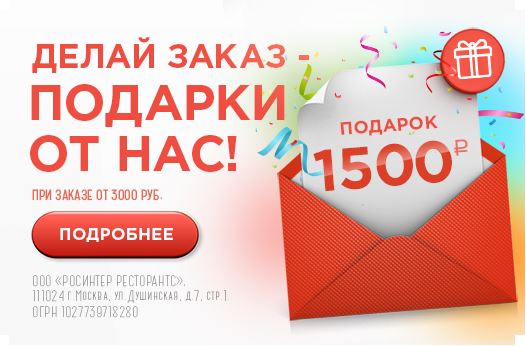 ДЕЛАЙ ЗАКАЗ -
ПОДАРКИ
ОТ НАС!
ПРИ ЗАКАЗЕ ОТ 3000 РУБ.
ПОДРОБНЕЕ
ООО «РОСИНТЕР РЕСТОРАНТС»,
111024 г.Москва, ул.Душинская, д.7, стр.1.
ОГРН 1027739718280
ПОДАРОК
1500 ₽